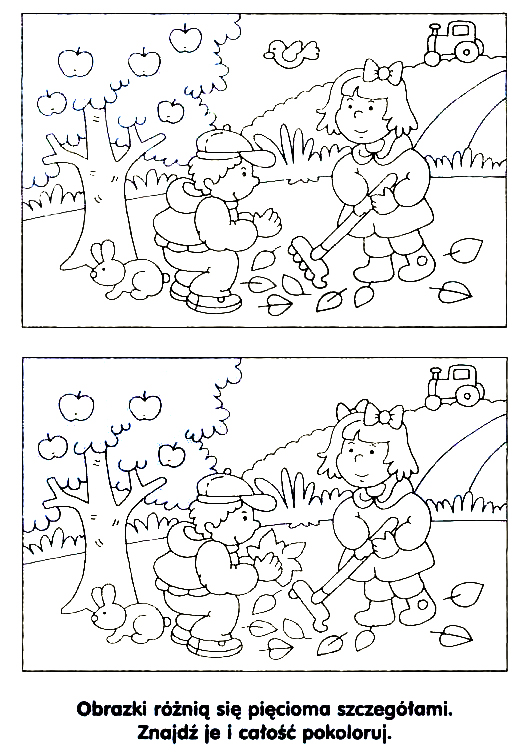 Obrazki różnią się pięcioma szczegółami.
Znajdź je i całość pokoloruj.